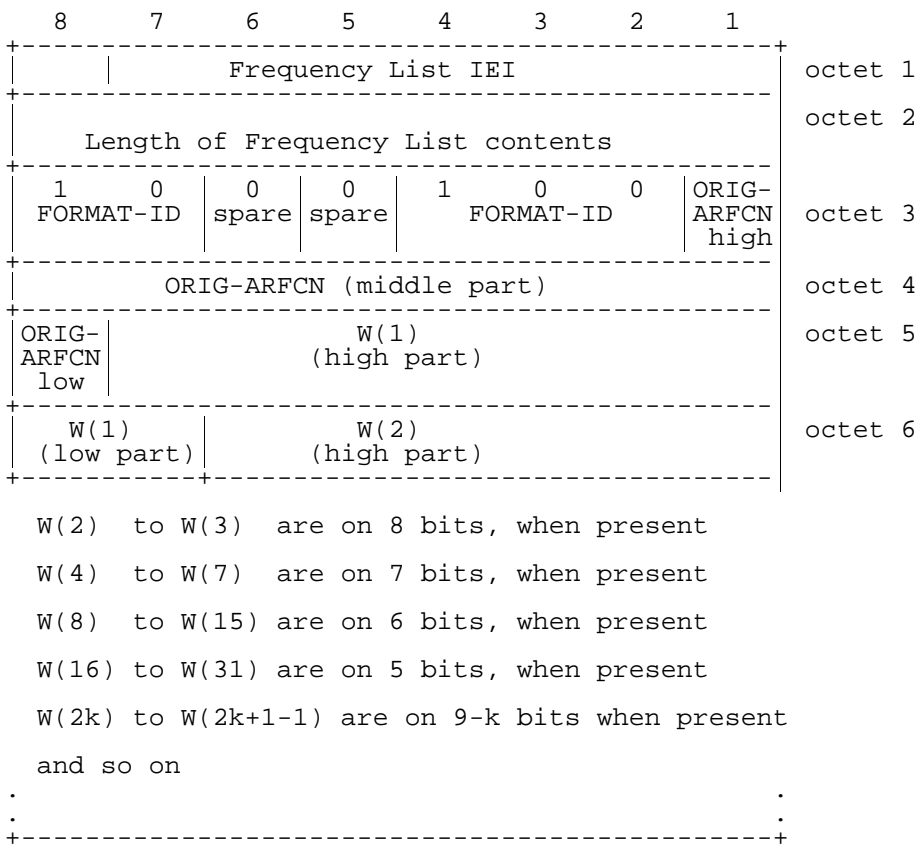 8 7 6 5 4 3 2 1
+-----------------------------------------------+
Frequency List IEI octet 1
+-----------------------------------------------
octet 2
Length of Frequency List contents
+-----------------------------------------------
1 0 0 0 1 0 0 ORIG-
FORMAT-ID spare spare FORMAT-ID ARFCN octet 3
high
+-----------------------------------------------
ORIG-ARFCN (middle part) octet 4
+-----------------------------------------------
ORIG- W(1) octet 5
ARFCN (high part)
low
+-----------------------------------------------
W(1) W(2) octet 6
(low part) (high part)
+-----------+-----------------------------------
W(2) to W(3) are on 8 bits, when present
W(4) to W(7) are on 7 bits, when present
W(8) to W(15) are on 6 bits, when present
W(16) to W(31) are on 5 bits, when present
W(2k) to W(2k+1-1) are on 9-k bits when present
and so on
. .
. .
+-----------------------------------------------+